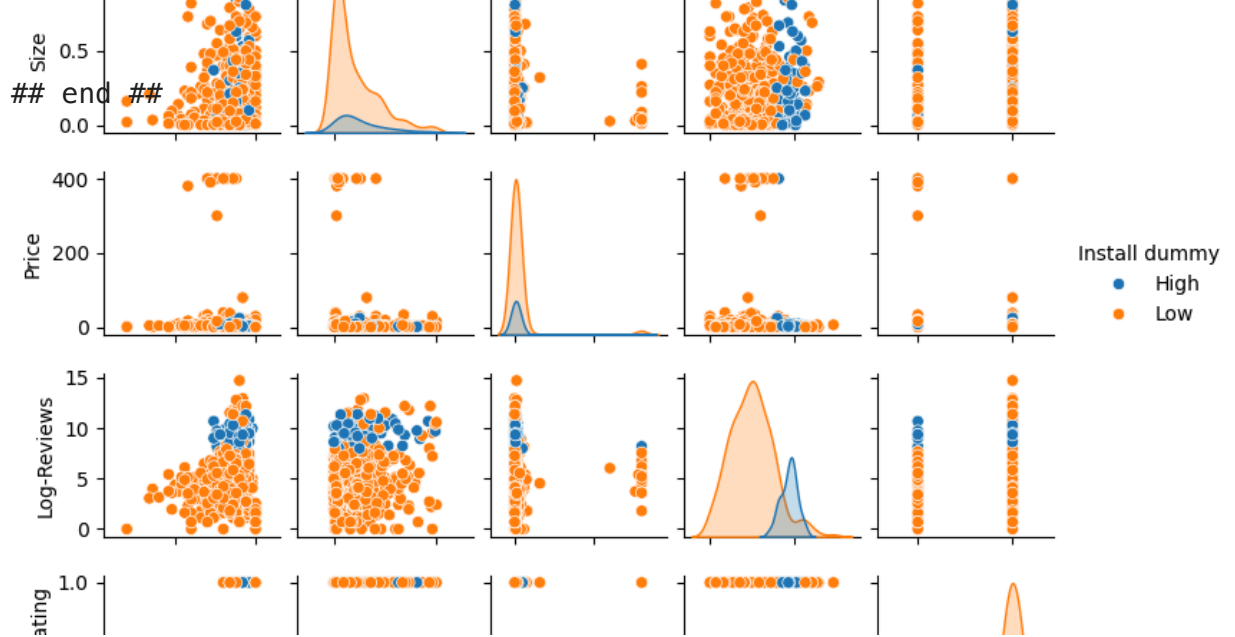 Size
0.5
## end ##
0.0
400
Price
200
0
Install dummy
High
Low
15
Log-Reviews
10
5
0
1.0
ating